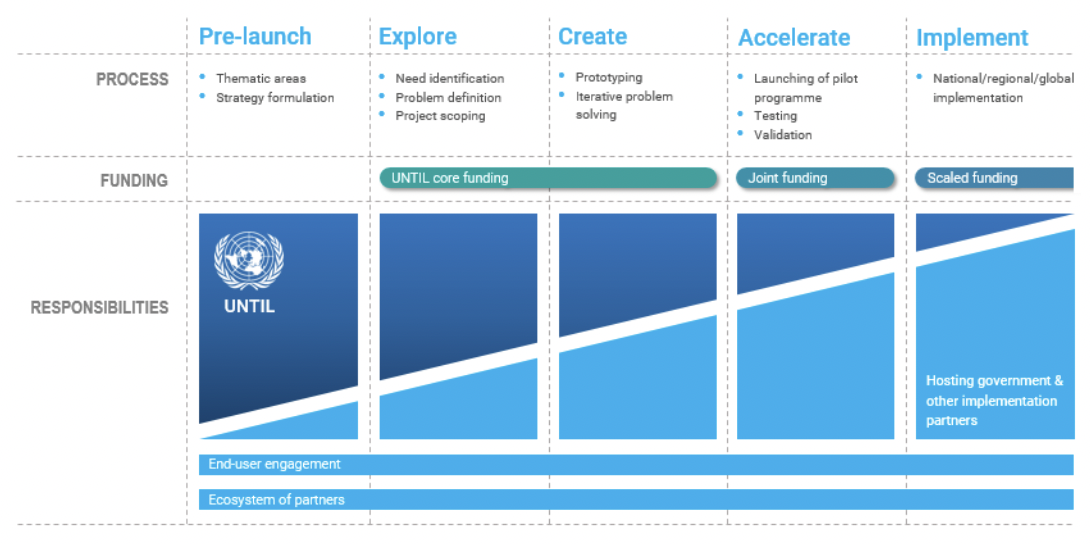 Pre-launch
Explore
Create
Accelerate
Implement
PROCESS
Thematic areas
Strategy formulation
Need identification
Problem definition
Project scoping
Prototyping
Iterative problem
solving
Launching of pilot
programme
Testing
Validation
National/regional/global
implementation
FUNDING
UNTIL core funding
Joint funding
Scaled funding
RESPONSIBILITIES
UNTIL
Hosting government &
other implementation
partners
End-user engagement
Ecosystem of partners